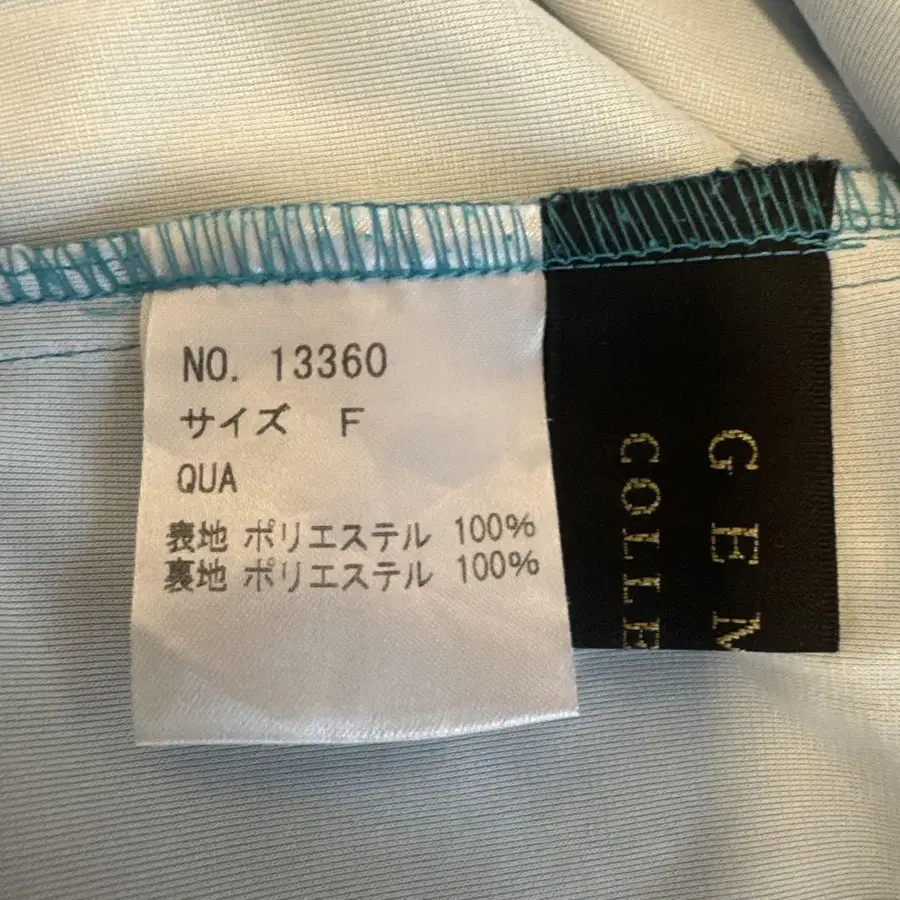 NO. 13360
サイズ F
QUA
表地 ポリエステル 100%
裏地 ポリエステル 100%
GEM
COLLE